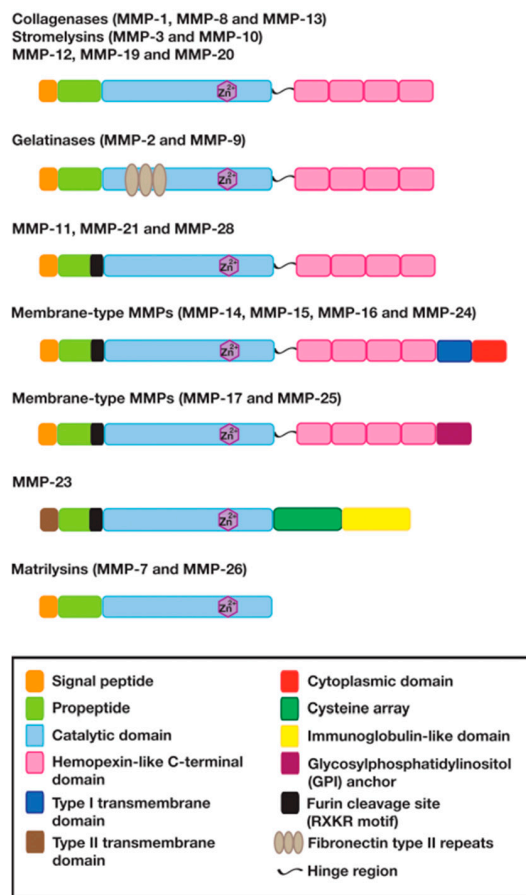 Collagenases (MMP-1, MMP-8 and MMP-13)
Stromelysins (MMP-3 and MMP-10)
MMP-12, MMP-19 and MMP-20
Zn2+
Gelatinases (MMP-2 and MMP-9)
Zn2+
MMP-11, MMP-21 and MMP-28
Zn2+
Membrane-type MMPs (MMP-14, MMP-15, MMP-16 and MMP-24)
Zn2+
Membrane-type MMPs (MMP-17 and MMP-25)
Zn2+
MMP-23
Zn2+
Matrilysins (MMP-7 and MMP-26)
Zn2+
Signal peptide
Propeptide
Catalytic domain
Hemopexin-like C-terminal
domain
Type I transmembrane
domain
Type II transmembrane
domain
Cytoplasmic domain
Cysteine array
Immunoglobulin-like domain
Glycosylphosphatidylinositol
(GPI) anchor
Furin cleavage site
(RXKR motif)
Fibronectin type II repeats
Hinge region